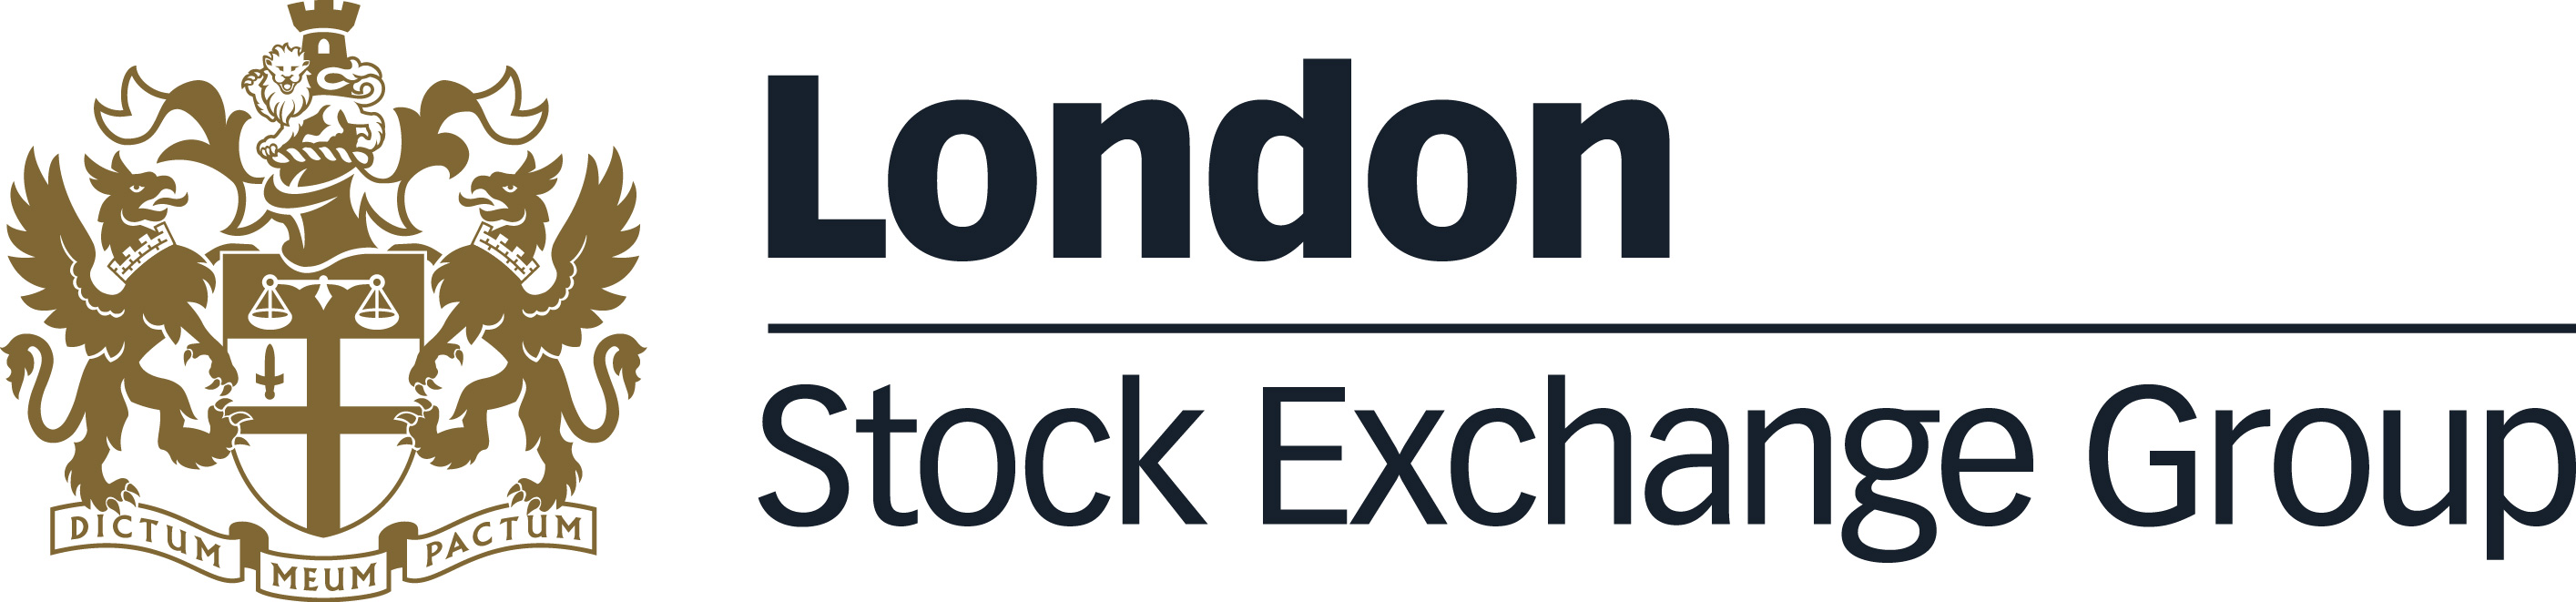 DICTUM MEUM PACTUM
London
Stock Exchange Group